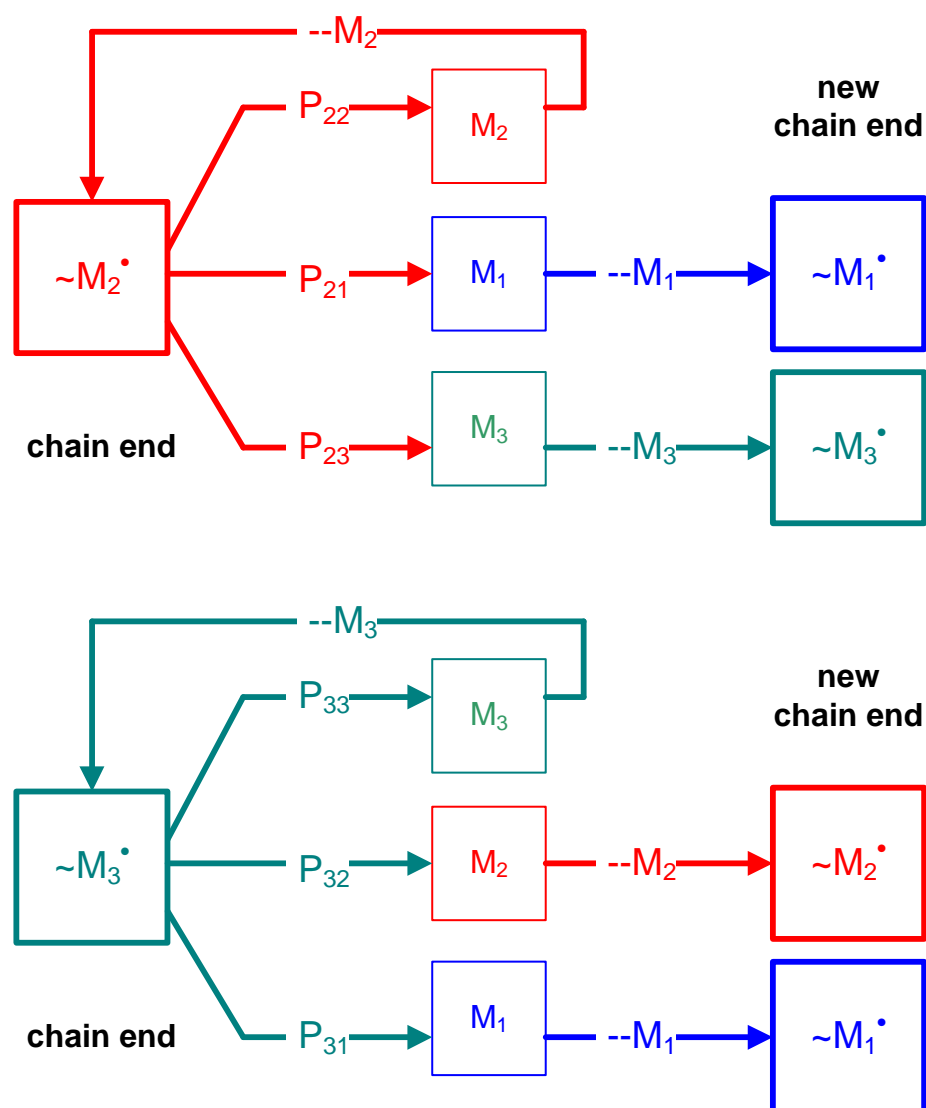 --M₂
P₂₂
M₂
new
chain end
~M₂•
P₂₁
M₁
--M₁
~M₁•
chain end
P₂₃
M₃
--M₃
~M₃•
--M₃
P₃₃
M₃
new
chain end
~M₃•
P₃₂
M₂
--M₂
~M₂•
chain end
P₃₁
M₁
--M₁
~M₁•